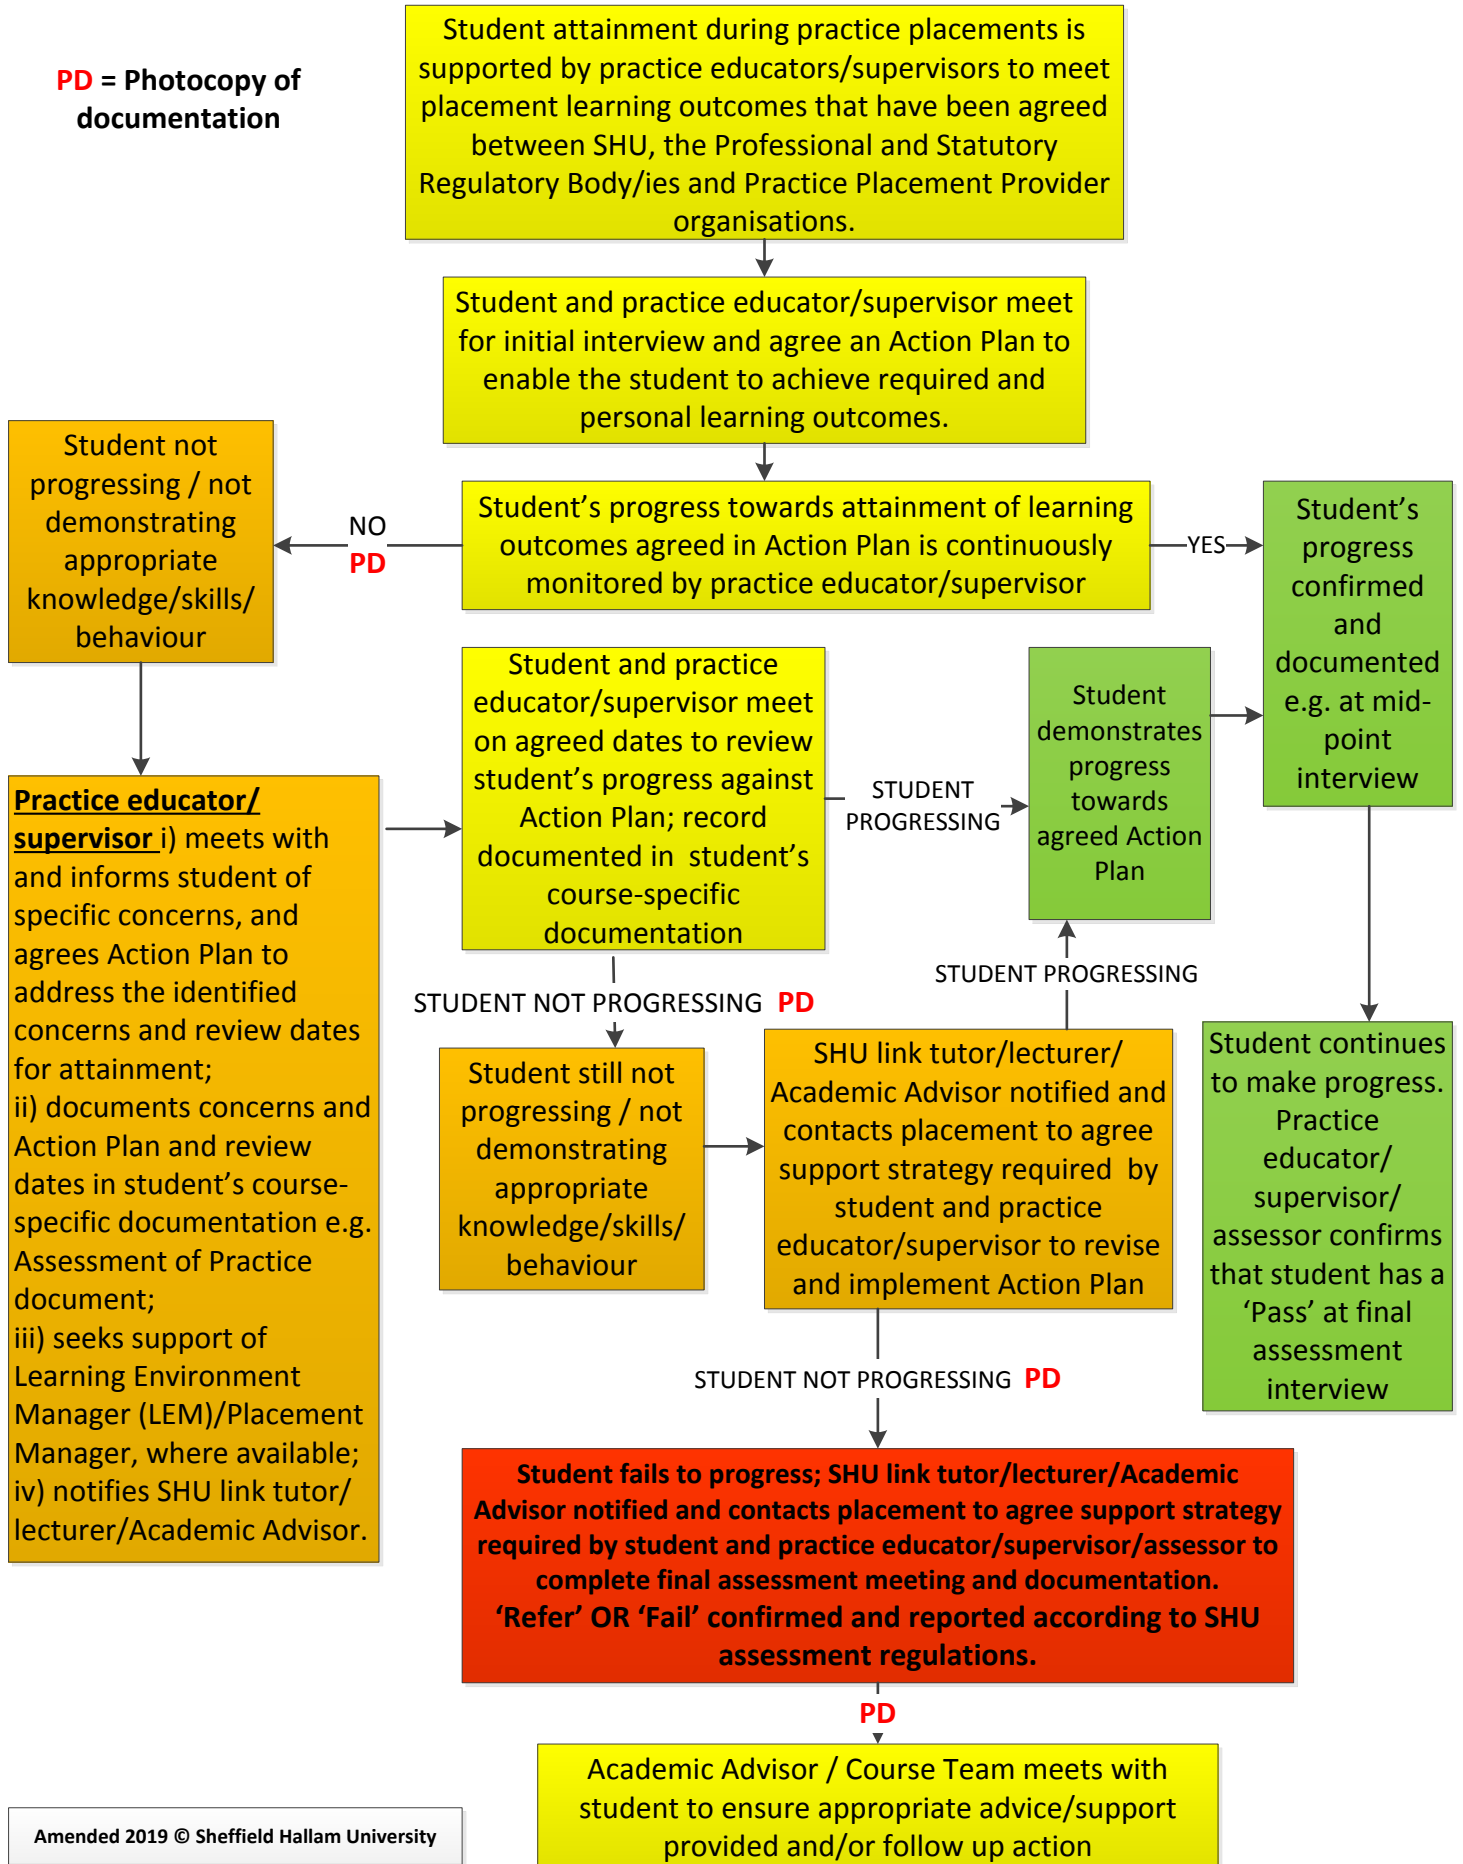 PD = Photocopy of
documentation
Student attainment during practice placements is
supported by practice educators/supervisors to meet
placement learning outcomes that have been agreed
between SHU, the Professional and Statutory
Regulatory Body/ies and Practice Placement Provider
organisations.
Student and practice educator/supervisor meet
for initial interview and agree an Action Plan to
enable the student to achieve required and
personal learning outcomes.
Student not
progressing / not
demonstrating
appropriate
knowledge/skills/
behaviour
NO
PD
Student’s progress towards attainment of learning
outcomes agreed in Action Plan is continuously
monitored by practice educator/supervisor
YES
Student’s
progress
confirmed
and
documented
e.g. at mid-
point
interview
Practice educator/
supervisor i) meets with
and informs student of
specific concerns, and
agrees Action Plan to
address the identified
concerns and review dates
for attainment;
ii) documents concerns and
Action Plan and review
dates in student’s course-
specific documentation e.g.
Assessment of Practice
document;
iii) seeks support of
Learning Environment
Manager (LEM)/Placement
Manager, where available;
iv) notifies SHU link tutor/
lecturer/Academic Advisor.
Student and practice
educator/supervisor meet
on agreed dates to review
student’s progress against
Action Plan; record
documented in student’s
course-specific
documentation
STUDENT
PROGRESSING
Student
demonstrates
progress
towards
agreed Action
Plan
STUDENT NOT PROGRESSING PD
STUDENT PROGRESSING
Student still not
progressing / not
demonstrating
appropriate
knowledge/skills/
behaviour
SHU link tutor/lecturer/
Academic Advisor notified and
contacts placement to agree
support strategy required by
student and practice
educator/supervisor to revise
and implement Action Plan
Student continues
to make progress.
Practice
educator/
supervisor/
assessor confirms
that student has a
‘Pass’ at final
assessment
interview
STUDENT NOT PROGRESSING PD
Student fails to progress; SHU link tutor/lecturer/Academic
Advisor notified and contacts placement to agree support strategy
required by student and practice educator/supervisor/assessor to
complete final assessment meeting and documentation.
‘Refer’ OR ‘Fail’ confirmed and reported according to SHU
assessment regulations.
PD
Academic Advisor / Course Team meets with
student to ensure appropriate advice/support
provided and/or follow up action
Amended 2019 © Sheffield Hallam University